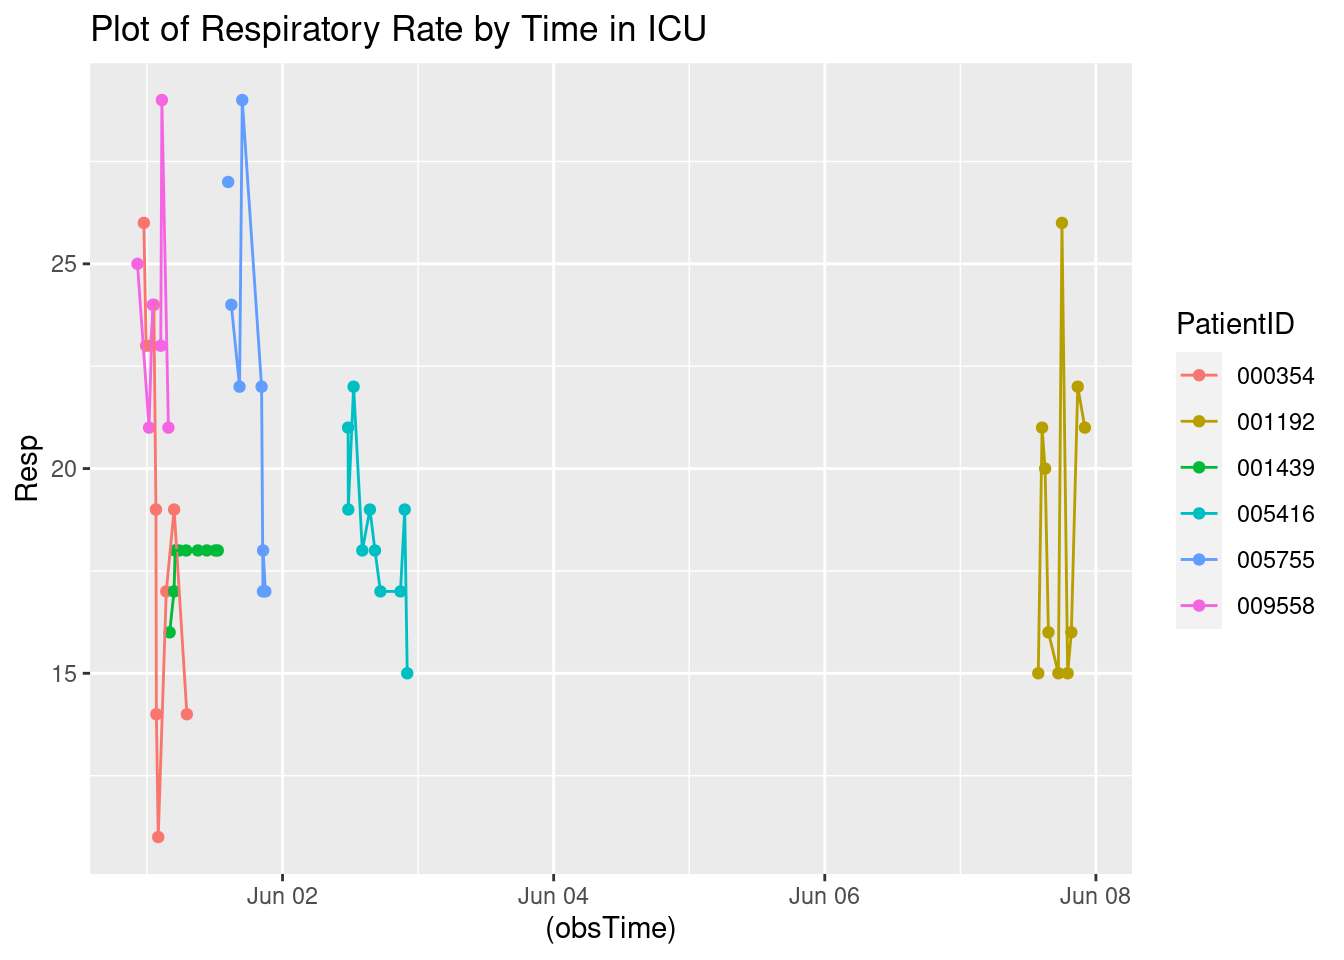 Plot of Respiratory Rate by Time in ICU
25
20
15
Resp
Jun 02
Jun 04
Jun 06
Jun 08
(obsTime)
PatientID
000354
001192
001439
005416
005755
009558